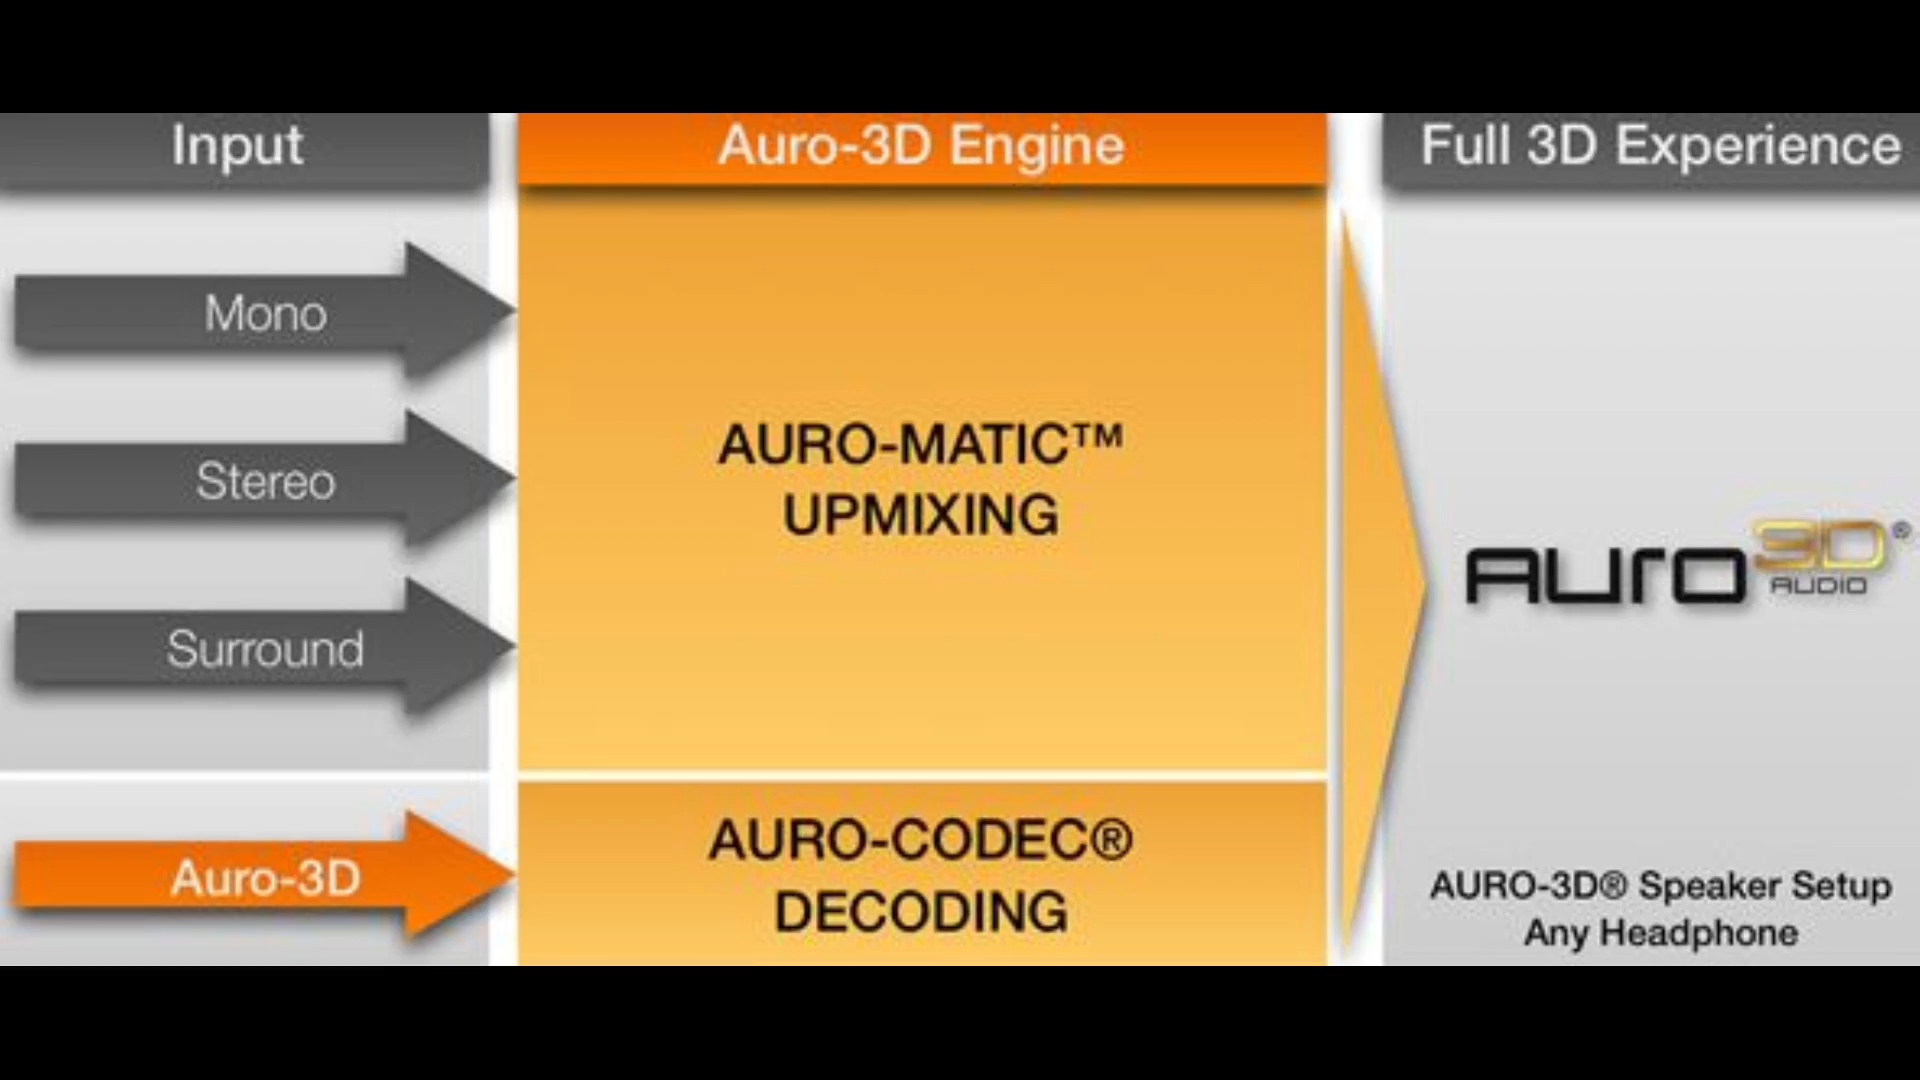 Input
Auro-3D Engine
Full 3D Experience
Mono
Stereo
Surround
Auro-3D
AURO-MATIC™
UPMIXING
AURO-CODEC®
DECODING
AURO 3D®
AUDIO
AURO-3D® Speaker Setup
Any Headphone